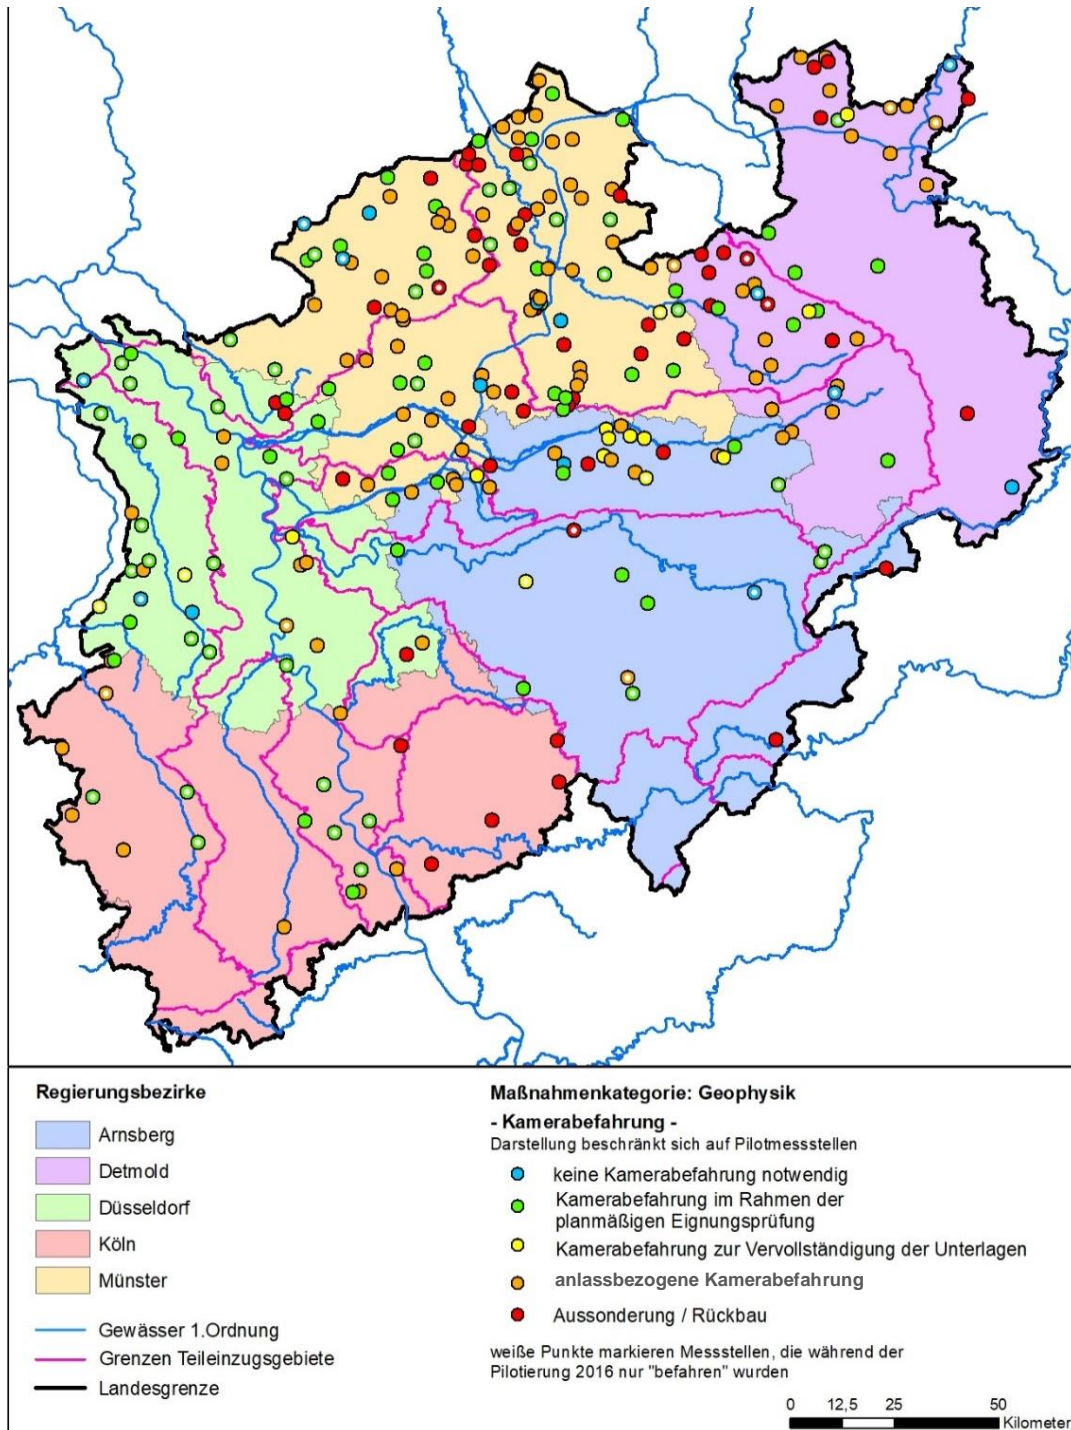 Regierungsbezirke
Arnsberg
Detmold
Düsseldorf
Köln
Münster
Gewässer 1.Ordnung
Grenzen Teileinzugsgebiete
Landesgrenze
Maßnahmenkategorie: Geophysik
- Kamerabefahrung -
Darstellung beschränkt sich auf Pilotmessstellen
keine Kamerabefahrung notwendig
Kamerabefahrung im Rahmen der
planmäßigen Eignungsprüfung
Kamerabefahrung zur Vervollständigung der Unterlagen
anlassbezogene Kamerabefahrung
Aussonderung / Rückbau
weiße Punkte markieren Messstellen, die während der
Pilotierung 2016 nur "befahren" wurden
0 12,5 25 50
Kilometer